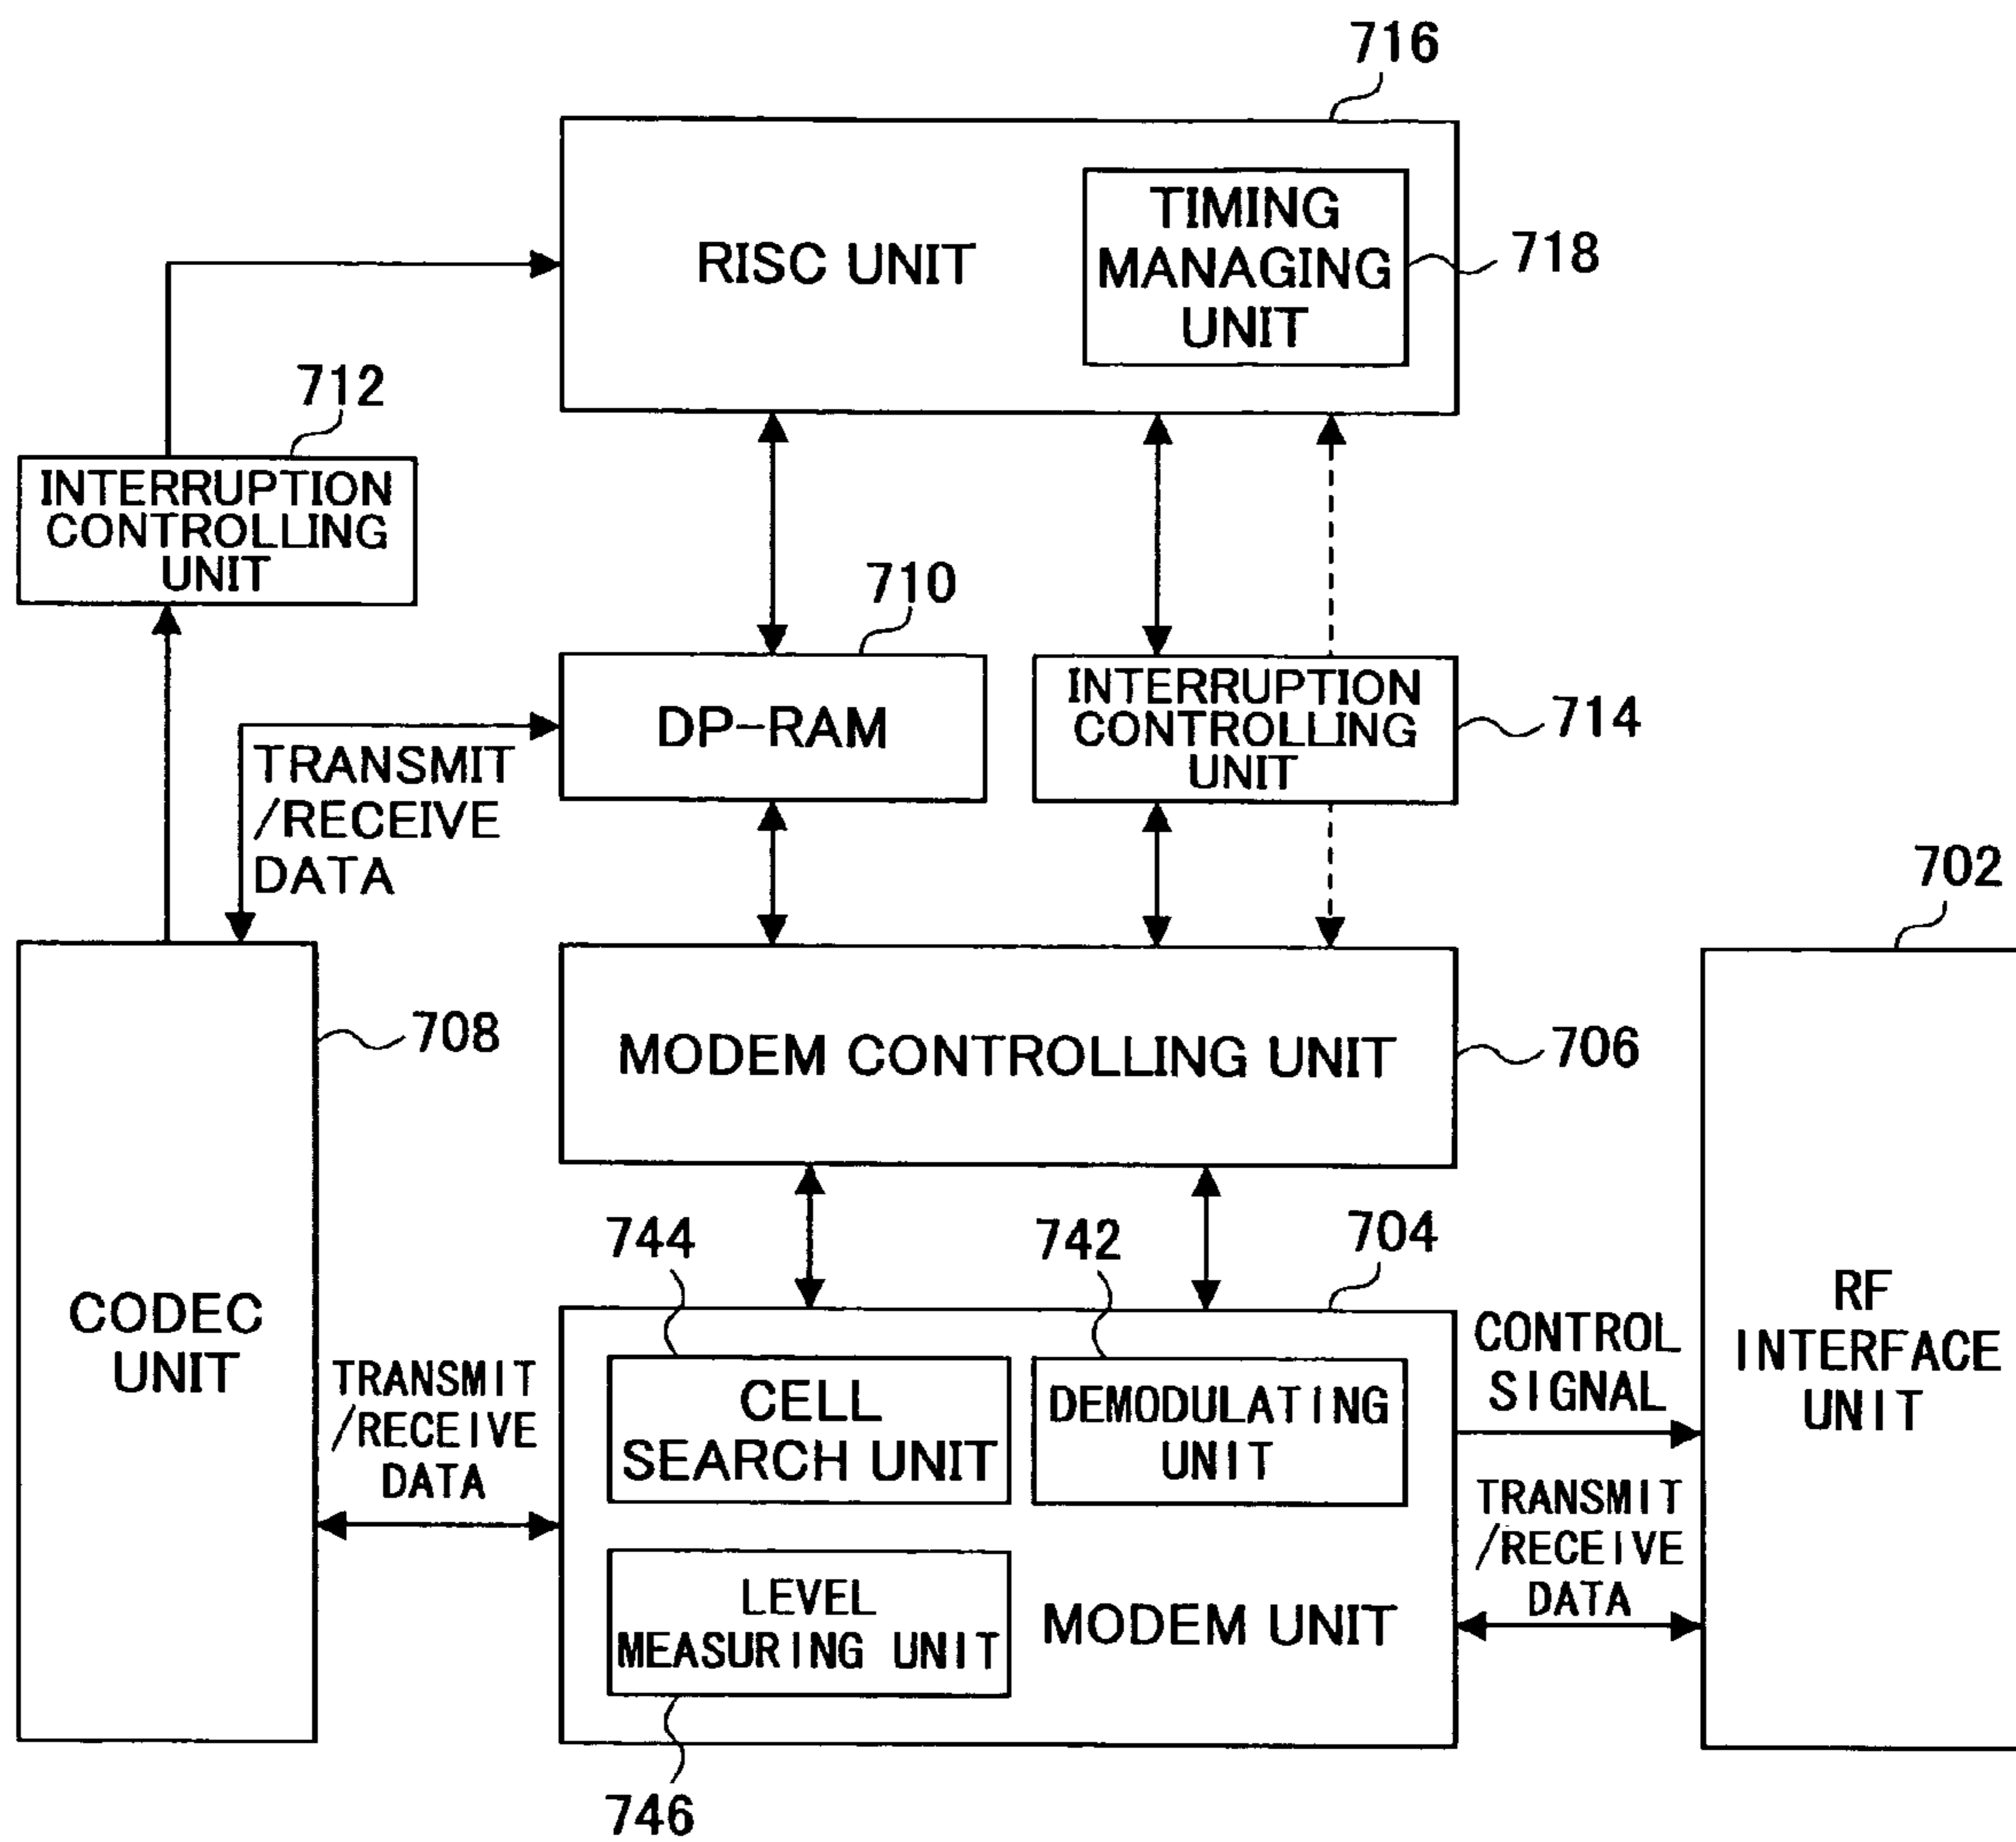 716
RISC UNIT
TIMING
MANAGING
UNIT
718
712
INTERRUPTION
CONTROLLING
UNIT
710
DP-RAM
INTERRUPTION
CONTROLLING
UNIT
714
TRANSMIT
/RECEIVE
DATA
702
708
MODEM CONTROLLING UNIT
706
744
742
704
CODEC
UNIT
TRANSMIT
/RECEIVE
DATA
CELL
SEARCH UNIT
DEMODULATING
UNIT
CONTROL
SIGNAL
RF
INTERFACE
UNIT
TRANSMIT
/RECEIVE
DATA
LEVEL
MEASURING UNIT
MODEM UNIT
746